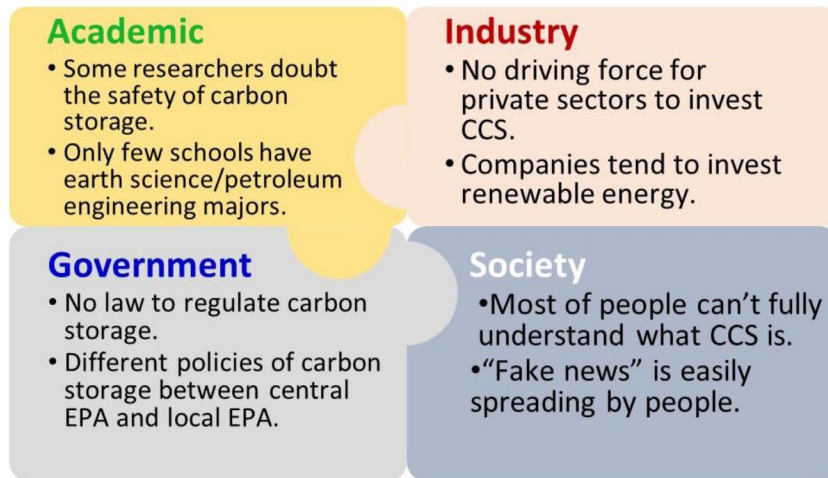 Academic
• Some researchers doubt
the safety of carbon
storage.
• Only few schools have
earth science/petroleum
engineering majors.
Industry
• No driving force for
private sectors to invest
CCS.
• Companies tend to invest
renewable energy.
Government
• No law to regulate carbon
storage.
• Different policies of carbon
storage between central
EPA and local EPA.
Society
•Most of people can’t fully
understand what CCS is.
•“Fake news” is easily
spreading by people.